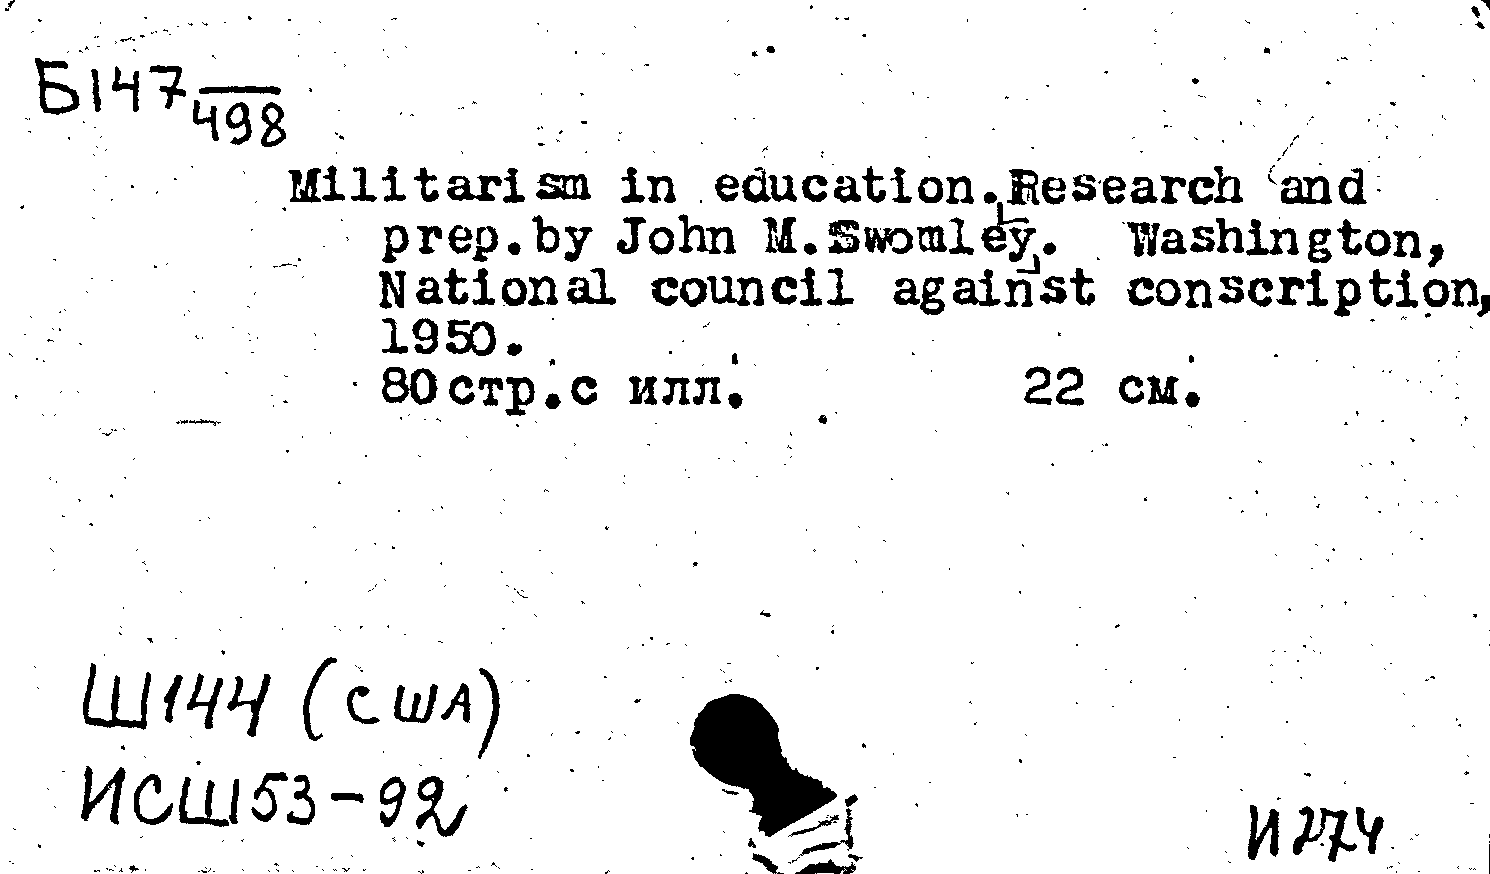 Б147
498
Militarism in education. Research and
prep.by John M.Swomley. Washington,
National council against conscription,
1950.
80 стр.с илл. 22 см.
Ш144 (США)
ИСШ53-92
И274